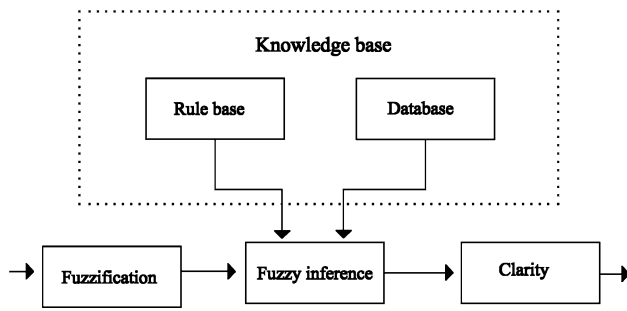 Knowledge base
Rule base
Database
Fuzzification
Fuzzy inference
Clarity